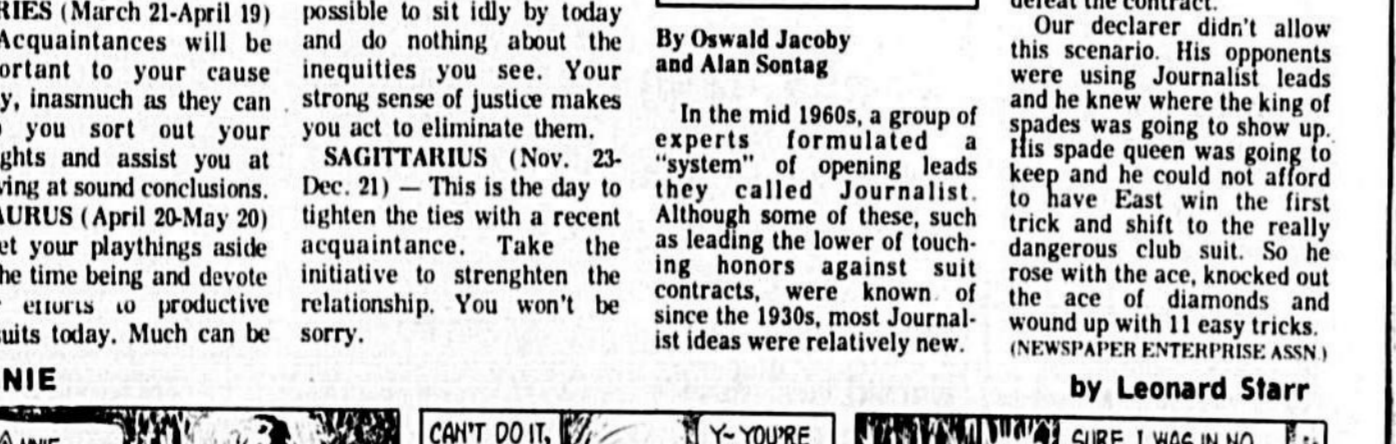 RIES (March 21-April 19)
Acquaintances will be
ortant to your cause
y, inasmuch as they can
you sort out your
ghts and assist you at
ving at sound conclusions.
AURUS (April 20-May 20)
et your playthings aside
he time being and devote
efforts to productive
suits today. Much can be
possible to sit idly by today
and do nothing about the
inequities you see. Your
strong sense of justice makes
you act to eliminate them.
SAGITTARIUS (Nov. 23-
Dec. 21) — This is the day to
tighten the ties with a recent
acquaintance. Take the
initiative to strenghten the
relationship. You won't be
sorry.
By Oswald Jacoby
and Alan Sontag
In the mid 1960s, a group of
experts formulated a
"system" of opening leads
they called Journalist.
Although some of these, such
as leading the lower of touch-
ing honors against suit
contracts, were known of
since the 1930s, most Journal-
ist ideas were relatively new.
defeat the contract.
Our declarer didn't allow
this scenario. His opponents
were using Journalist leads
and he knew where the king of
spades was going to show up.
His spade queen was going to
keep and he could not afford
to have East win the first
trick and shift to the really
dangerous club suit. So he
rose with the ace, knocked out
the ace of diamonds and
wound up with 11 easy tricks.
(NEWSPAPER ENTERPRISE ASSN.)
NIE
by Leonard Starr
CAN'T DO IT,
Y- YOU'RE
SURE I WAS IN NO